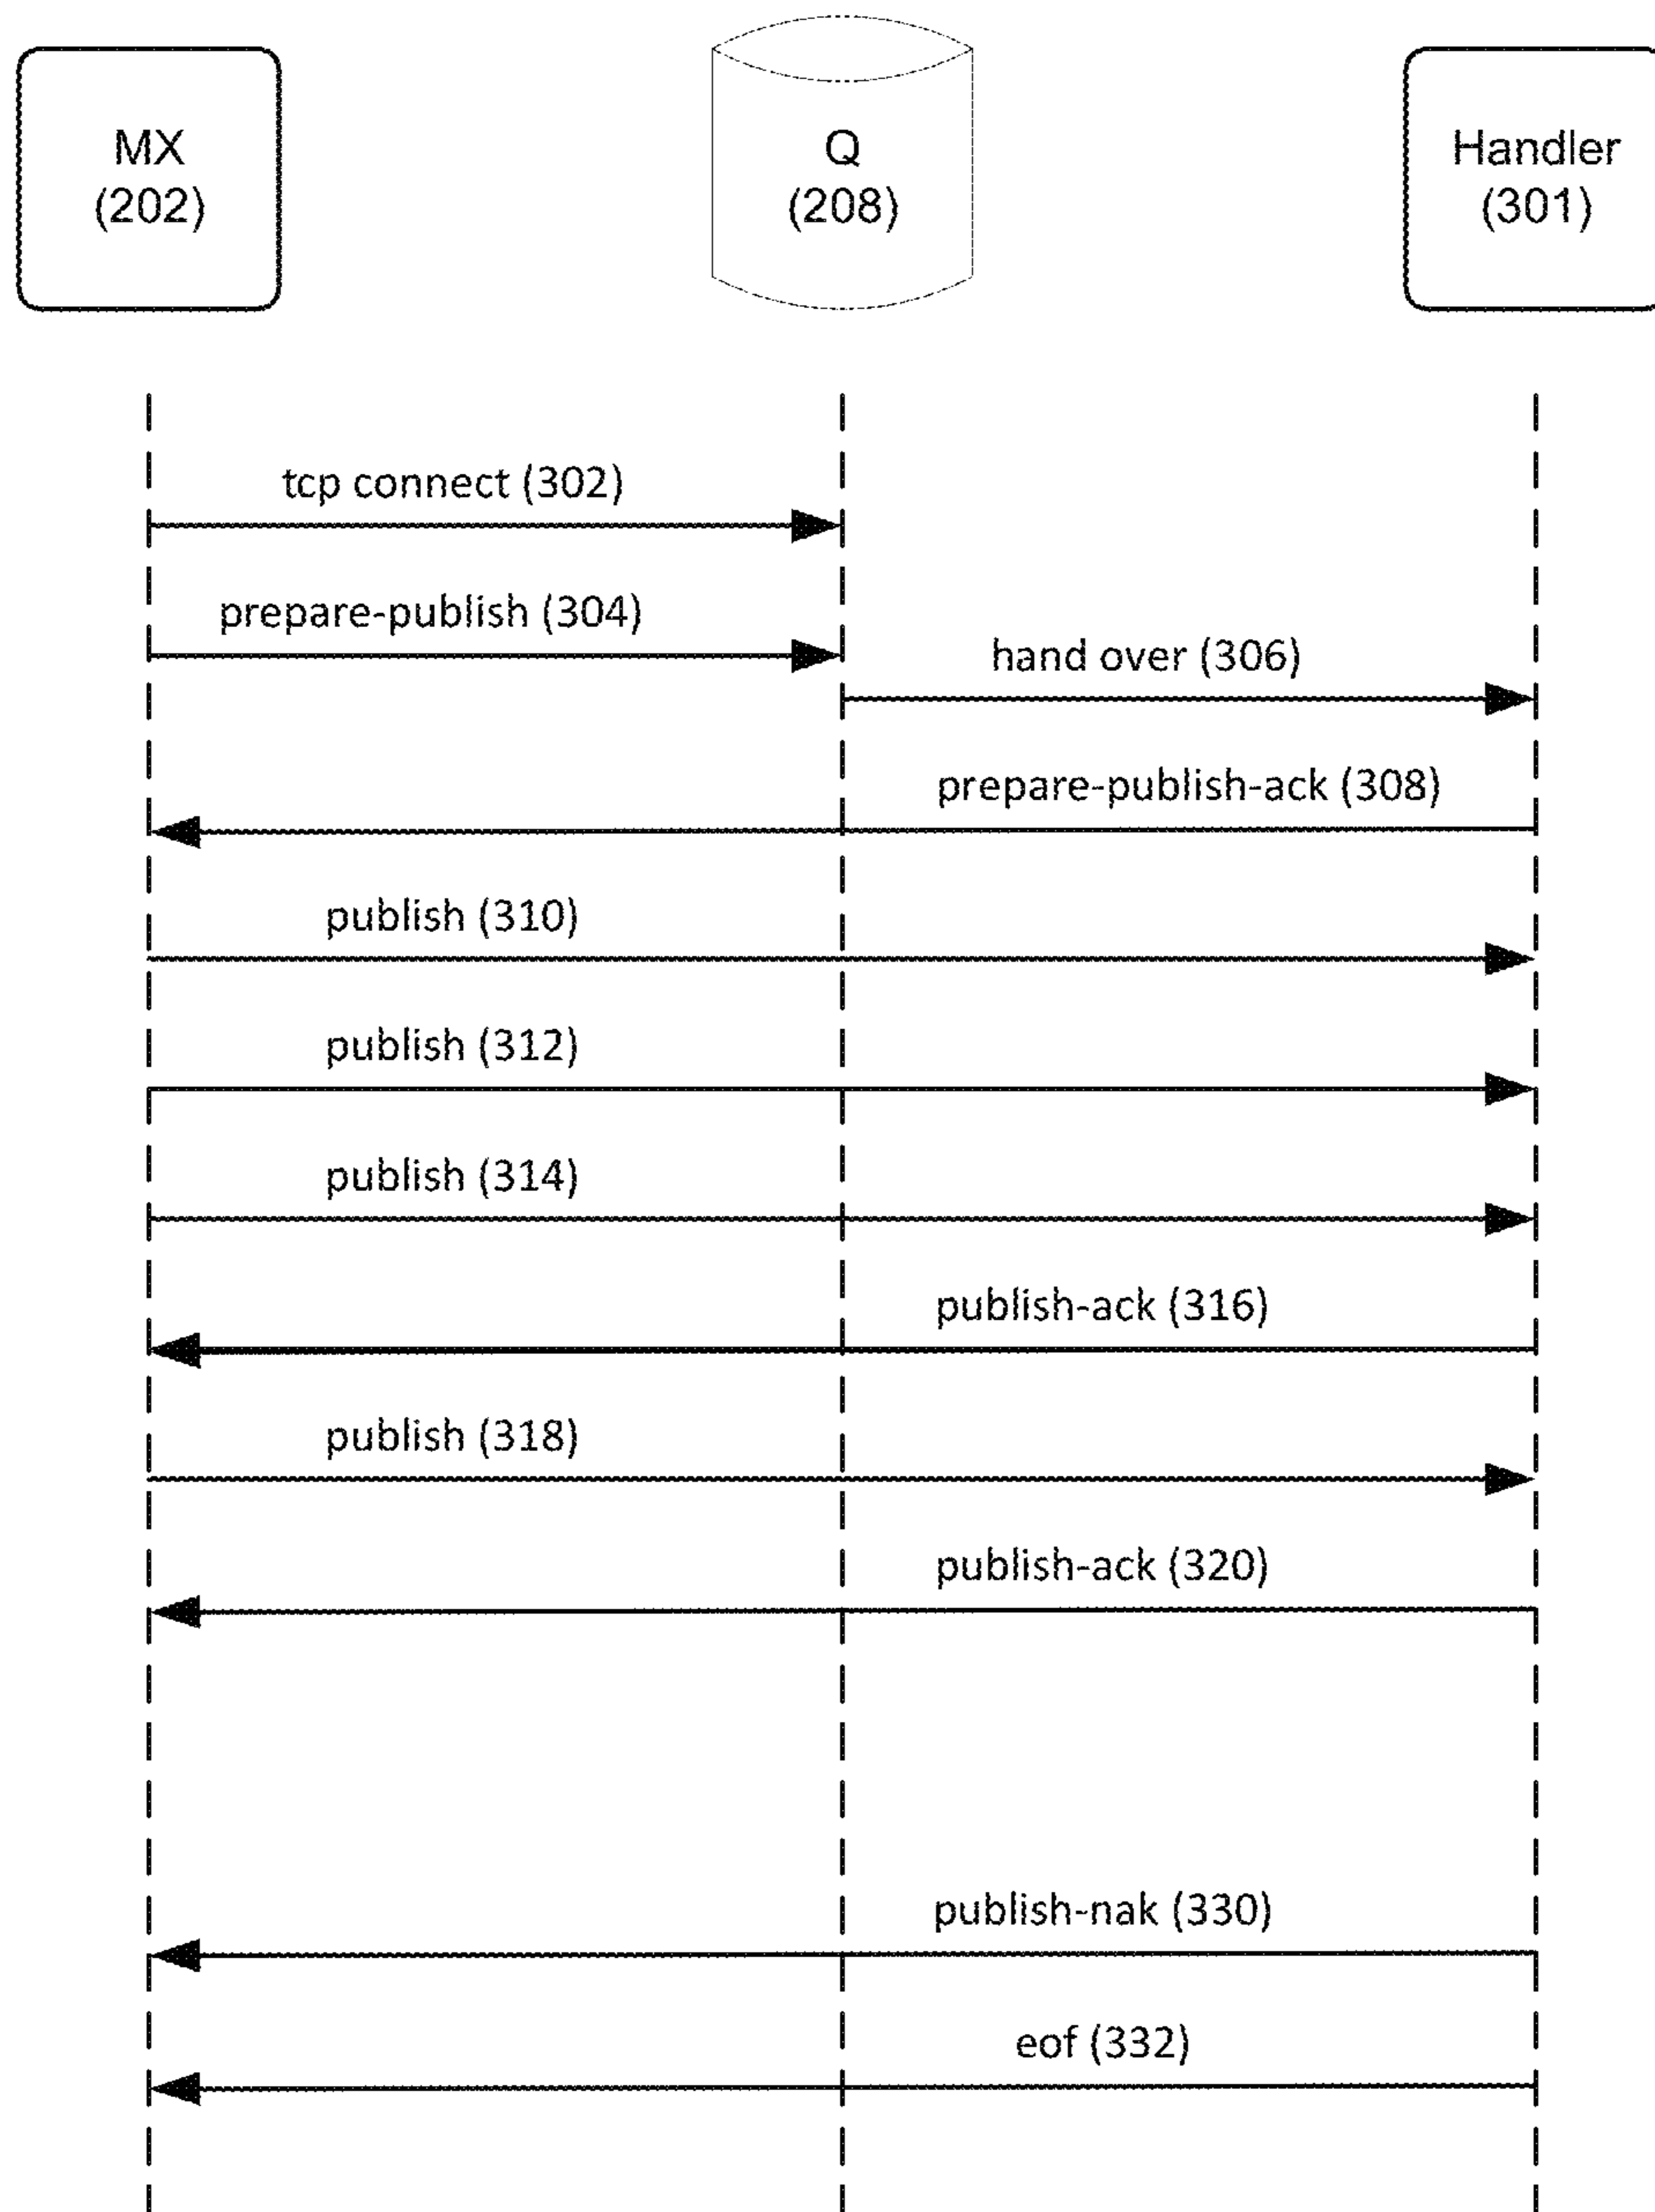 MX
(202)
Q
(208)
Handler
(301)
tcp connect (302)
prepare-publish (304)
hand over (306)
prepare-publish-ack (308)
publish (310)
publish (312)
publish (314)
publish-ack (316)
publish (318)
publish-ack (320)
publish-nak (330)
eof (332)